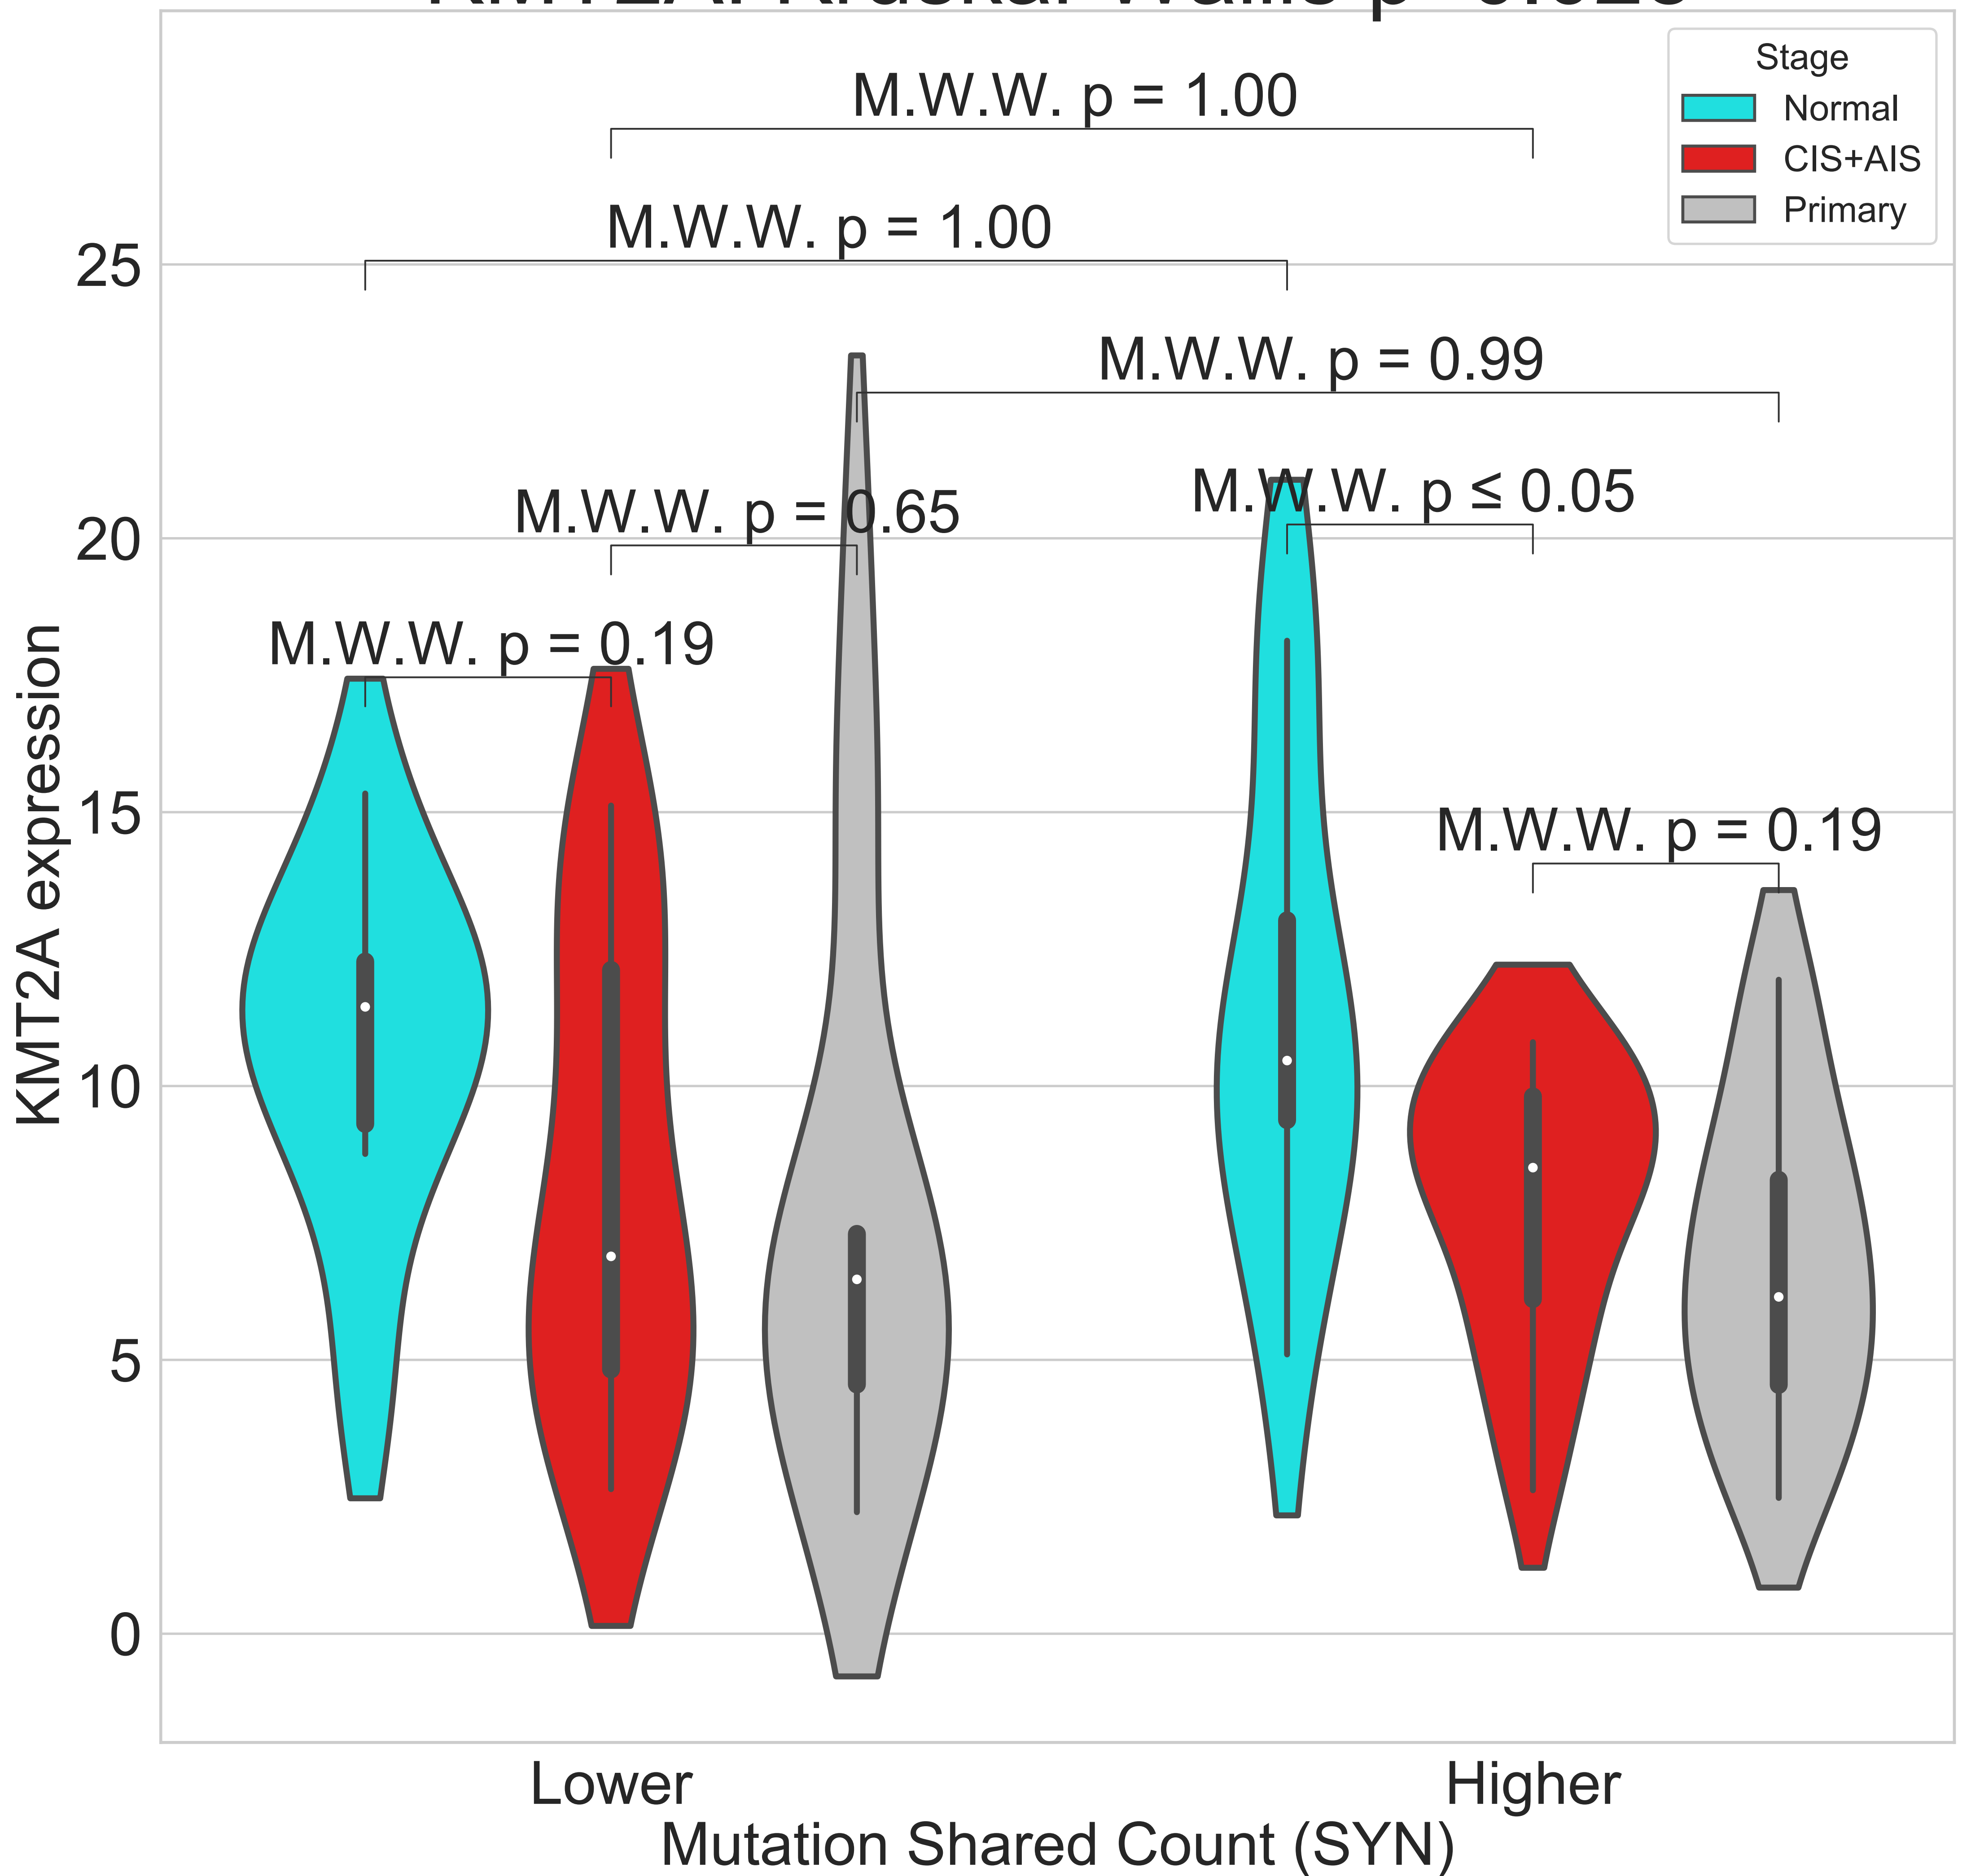 Stage
Normal
CIS+AIS
Primary
M.W.W. p = 1.00
M.W.W. p = 1.00
M.W.W. p = 0.99
M.W.W. p = 0.65
M.W.W. p ≤ 0.05
M.W.W. p = 0.19
M.W.W. p = 0.19
KMT2A expression
25
20
15
10
5
0
Lower
Higher
Mutation Shared Count (SYN)